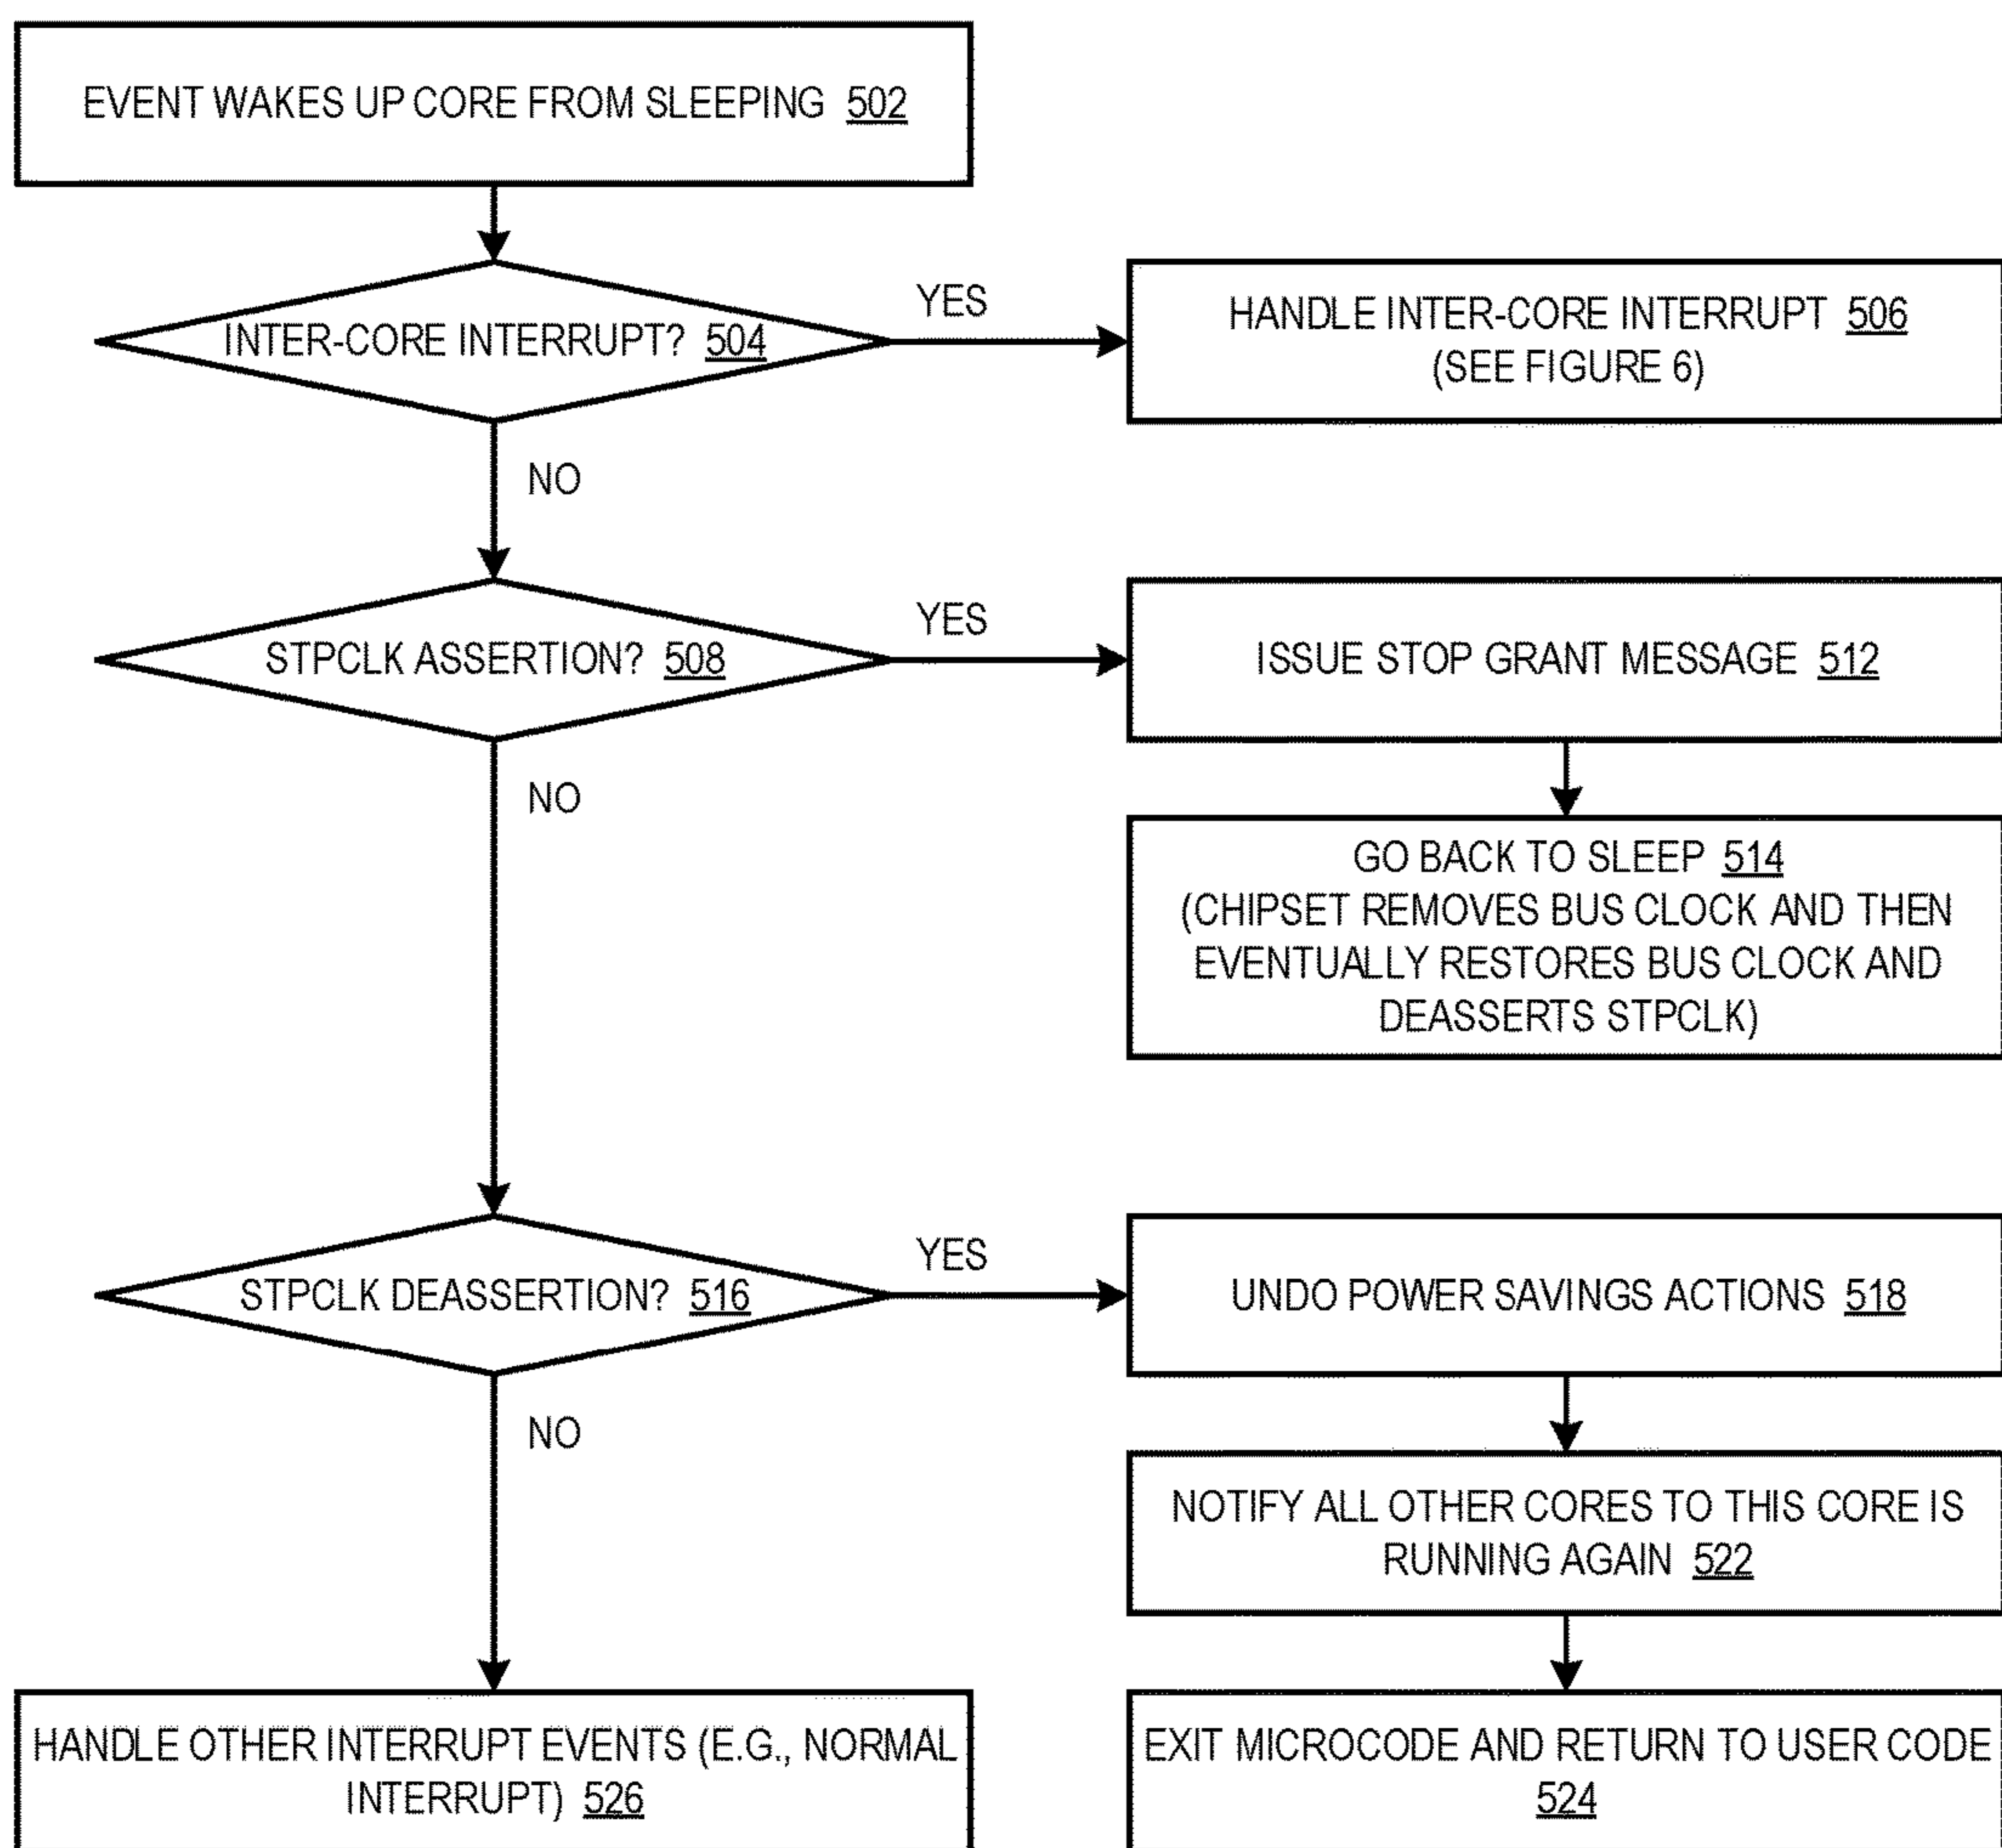 EVENT WAKES UP CORE FROM SLEEPING 502
INTER-CORE INTERRUPT? 504
YES
HANDLE INTER-CORE INTERRUPT 506
(SEE FIGURE 6)
NO
STPCLK ASSERTION? 508
YES
ISSUE STOP GRANT MESSAGE 512
NO
GO BACK TO SLEEP 514
(CHIPSET REMOVES BUS CLOCK AND THEN
EVENTUALLY RESTORES BUS CLOCK AND
DEASSERTS STPCLK)
STPCLK DEASSERTION? 516
YES
UNDO POWER SAVINGS ACTIONS 518
NO
NOTIFY ALL OTHER CORES TO THIS CORE IS
RUNNING AGAIN 522
HANDLE OTHER INTERRUPT EVENTS (E.G., NORMAL
INTERRUPT) 526
EXIT MICROCODE AND RETURN TO USER CODE
524